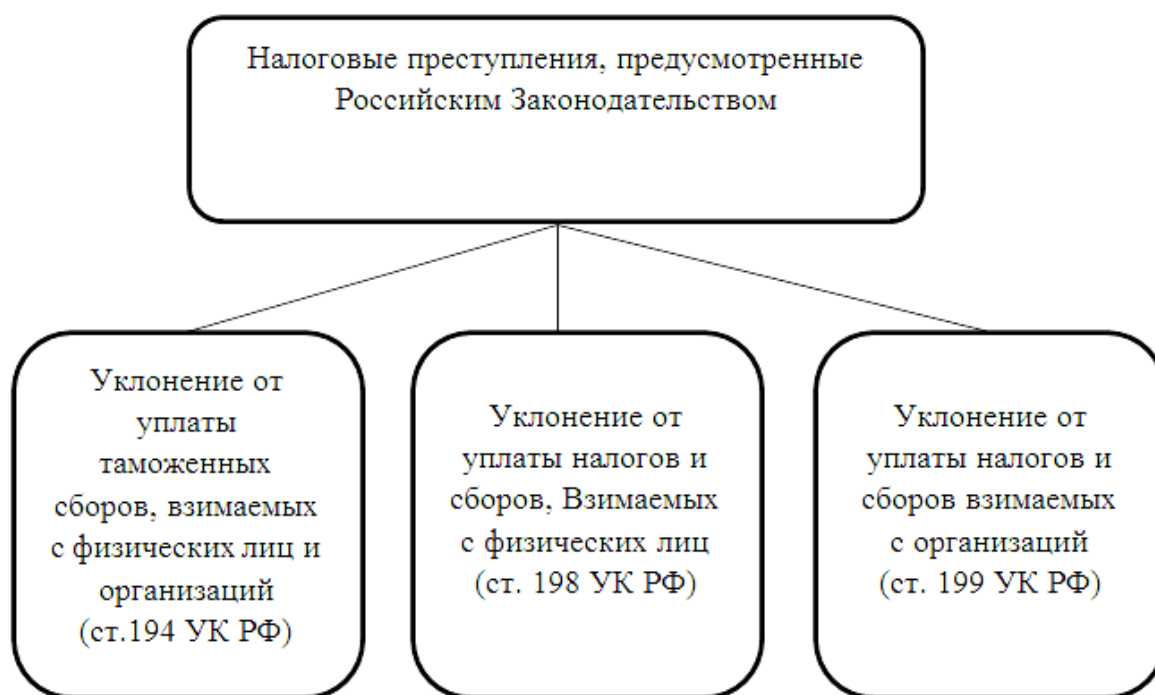 Налоговые преступления, предусмотренные
Российским Законодательством
Уклонение от
уплаты
таможенных
сборов, взимаемых
с физических лиц и
организаций
(ст.194 УК РФ)
Уклонение от
уплаты налогов и
сборов, Взимаемых
с физических лиц
(ст. 198 УК РФ)
Уклонение от
уплаты налогов и
сборов взимаемых
с организаций
(ст. 199 УК РФ)